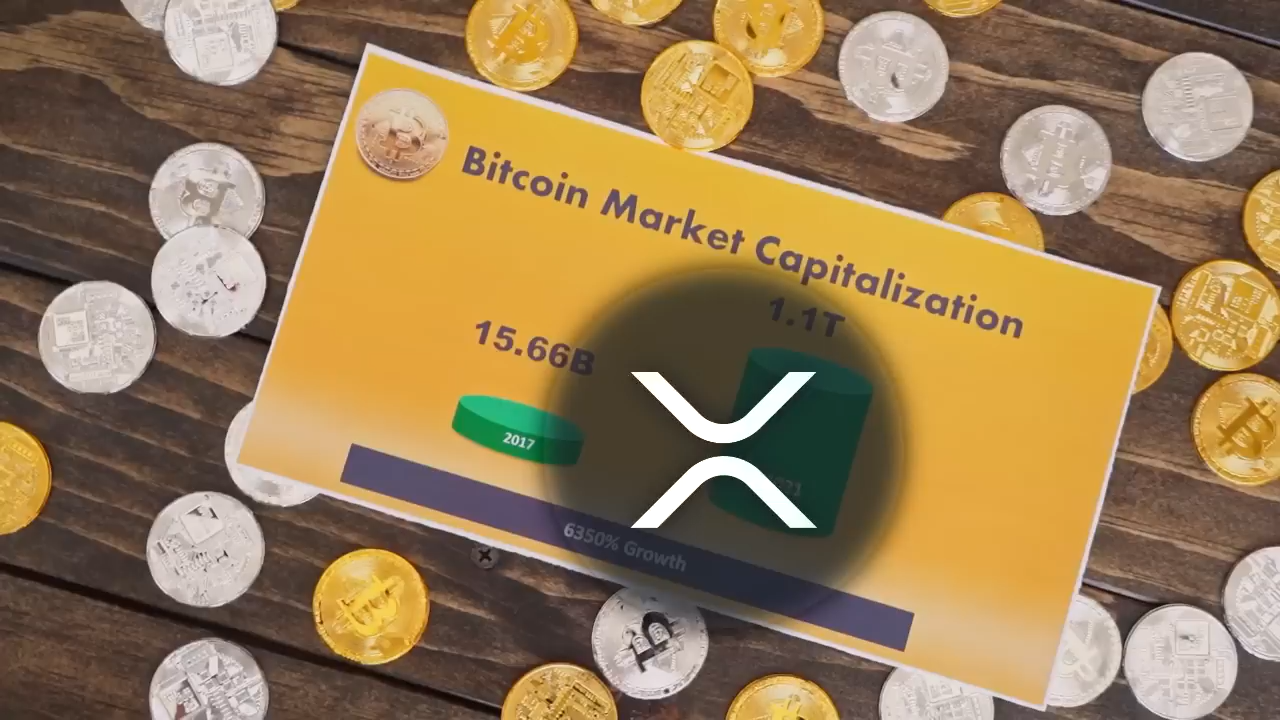 Bitcoin Market Capitalization
15.66B
1.1T
2017
6350% Growth